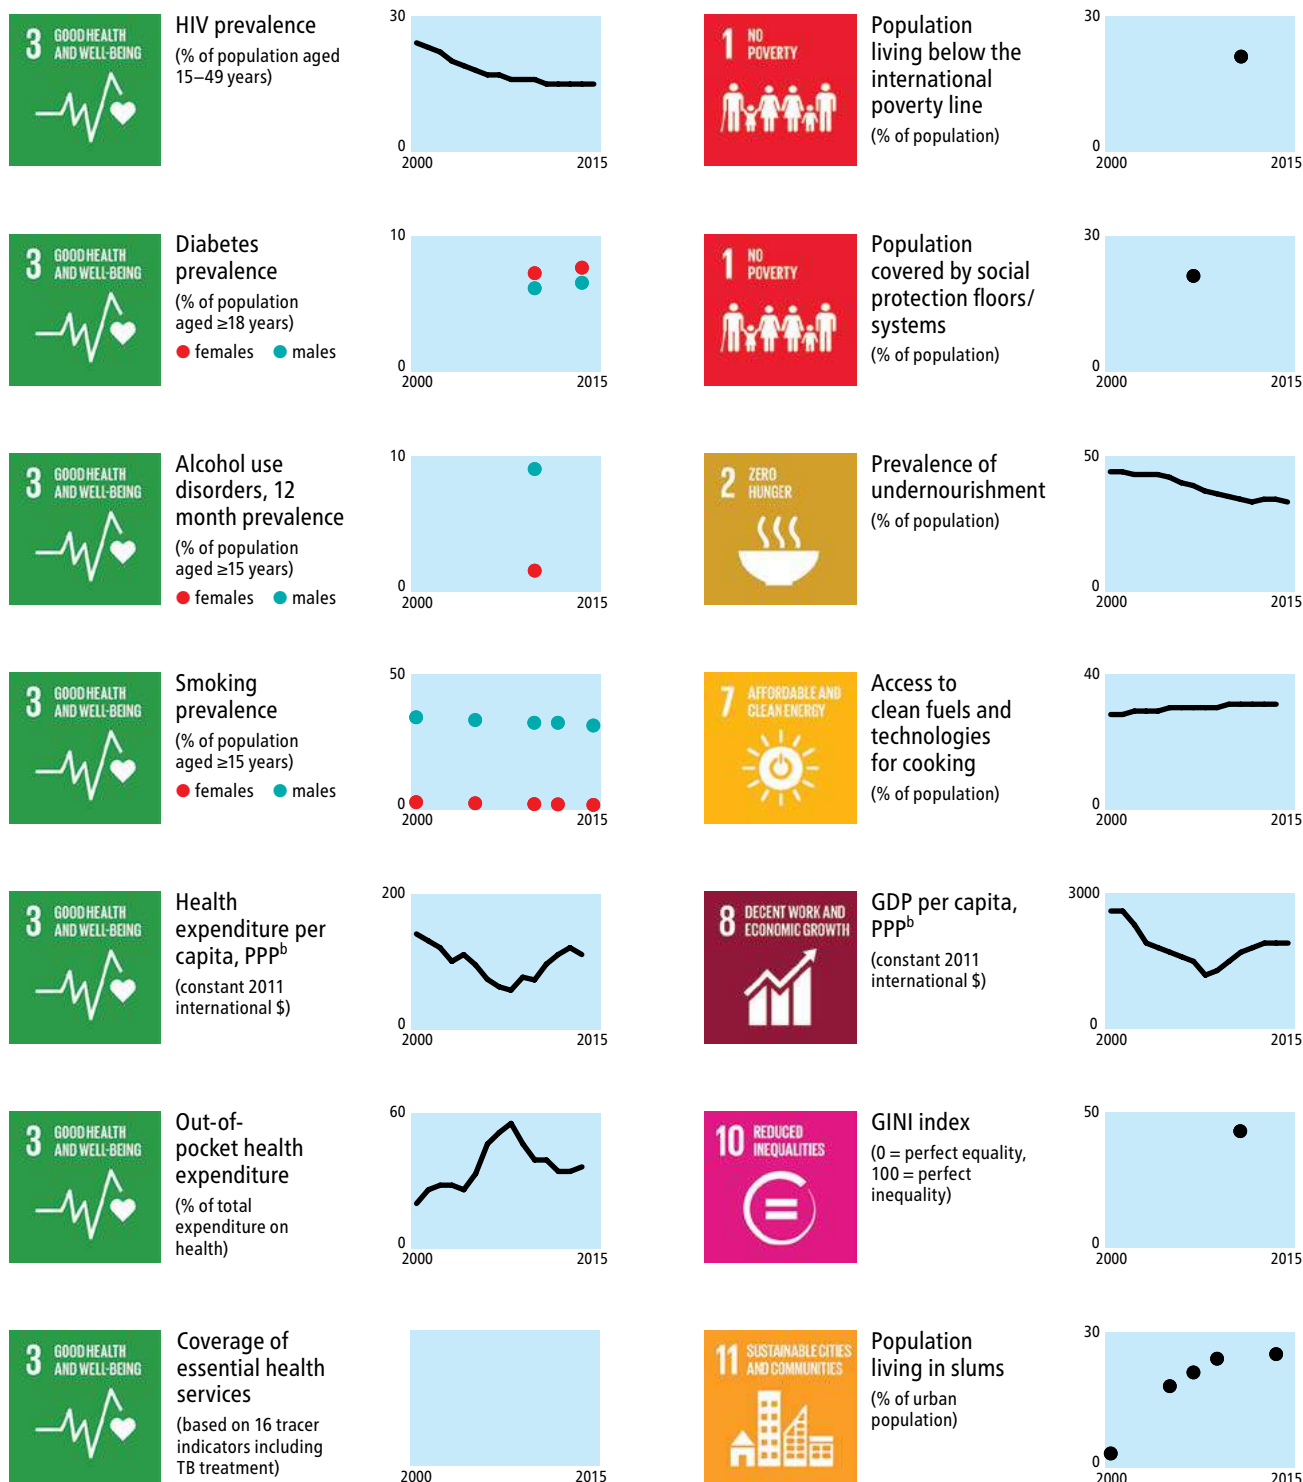 3 GOOD HEALTH
AND WELL-BEING
HIV prevalence
(% of population aged
15–49 years)
30
0
2000 2015
3 GOOD HEALTH
AND WELL-BEING
Diabetes
prevalence
(% of population
aged ≥18 years)
females males
10
0
2000 2015
3 GOOD HEALTH
AND WELL-BEING
Alcohol use
disorders, 12
month prevalence
(% of population
aged ≥15 years)
females males
10
0
2000 2015
3 GOOD HEALTH
AND WELL-BEING
Smoking
prevalence
(% of population
aged ≥15 years)
females males
50
0
2000 2015
3 GOOD HEALTH
AND WELL-BEING
Health
expenditure per
capita, PPPb
(constant 2011
international $)
200
0
2000 2015
3 GOOD HEALTH
AND WELL-BEING
Out-of-
pocket health
expenditure
(% of total
expenditure on
health)
60
0
2000 2015
3 GOOD HEALTH
AND WELL-BEING
Coverage of
essential health
services
(based on 16 tracer
indicators including
TB treatment)
2000 2015
1 NO
POVERTY
Population
living below the
international
poverty line
(% of population)
30
0
2000 2015
1 NO
POVERTY
Population
covered by social
protection floors/
systems
(% of population)
30
0
2000 2015
2 ZERO
HUNGER
Prevalence of
undernourishment
(% of population)
50
0
2000 2015
7 AFFORDABLE AND
CLEAN ENERGY
Access to
clean fuels and
technologies
for cooking
(% of population)
40
0
2000 2015
8 DECENT WORK AND
ECONOMIC GROWTH
GDP per capita,
PPPb
(constant 2011
international $)
3000
0
2000 2015
10 REDUCED
INEQUALITIES
GINI index
(0 = perfect equality,
100 = perfect
inequality)
50
0
2000 2015
11 SUSTAINABLE CITIES
AND COMMUNITIES
Population
living in slums
(% of urban
population)
30
0
2000 2015